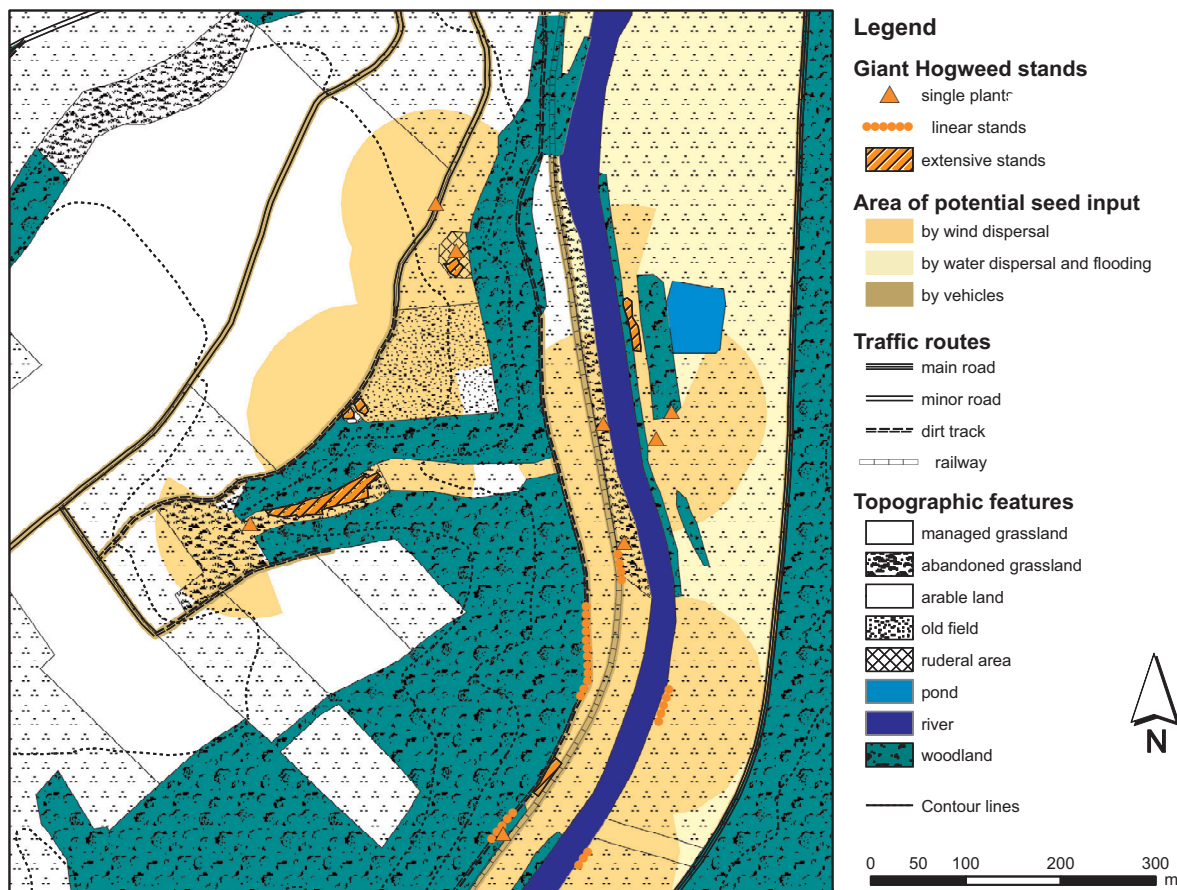 Legend
Giant Hogweed stands
single plants
linear stands
extensive stands
Area of potential seed input
by wind dispersal
by water dispersal and flooding
by vehicles
Traffic routes
main road
minor road
dirt track
railway
Topographic features
managed grassland
abandoned grassland
arable land
old field
ruderal area
pond
river
woodland
Contour lines
N
0 50 100 200 300
m